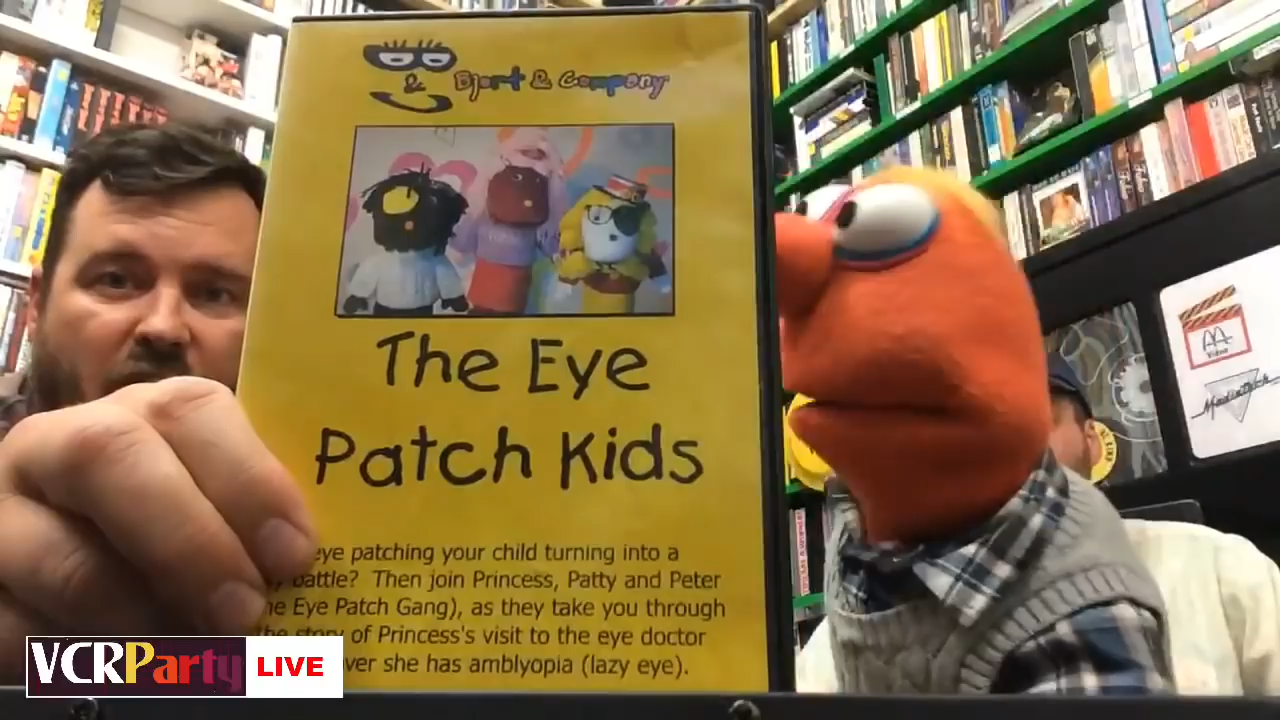 & Bjort & Company
The Eye
Patch Kids
eye patching your child turning into a
battle? Then join Princess, Patty and Peter
Eye Patch Gang), as they take you through
the story of Princess's visit to the eye doctor
she has amblyopia (lazy eye).
Video
VCRParty LIVE